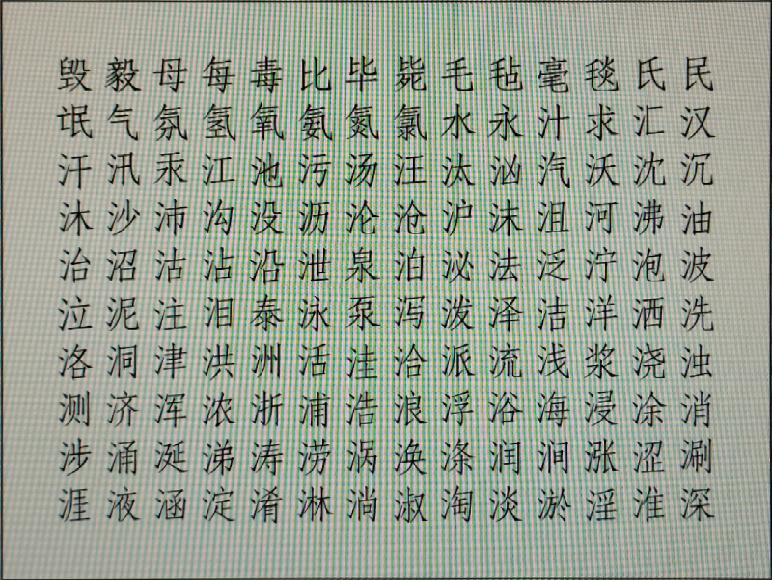 毁毅母每毒比毕毙毛毡毫毯氏民
氓气氛氢氧氨氮氯水永汁求汇汉
汗汛汞江池污汤汪汰汹汽沃沈沉
沐沙沛沟没沥沦沧沪沫沮河沸油
治沼沽沾沿泄泉泊泌法泛泞泡波
泣泥注泪泰泳泵泻泼泽洁洋洒洗
洛洞津洪洲活洼洽派流浅浆浇浊
测济浑浓浙浦浩浪浮浴海浸涂消
涉涌涎涕涛涝涡涣涤润涧涨涩涮
涯液涵淀淆淋淌淑淘淡淤淫淮深